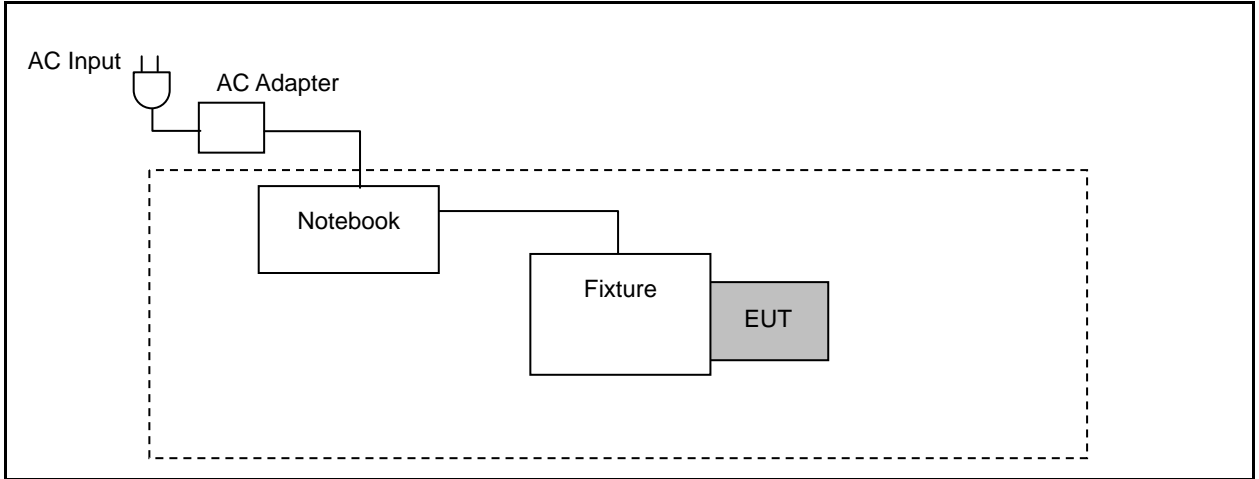 AC Input
AC Adapter
Notebook
Fixture
EUT